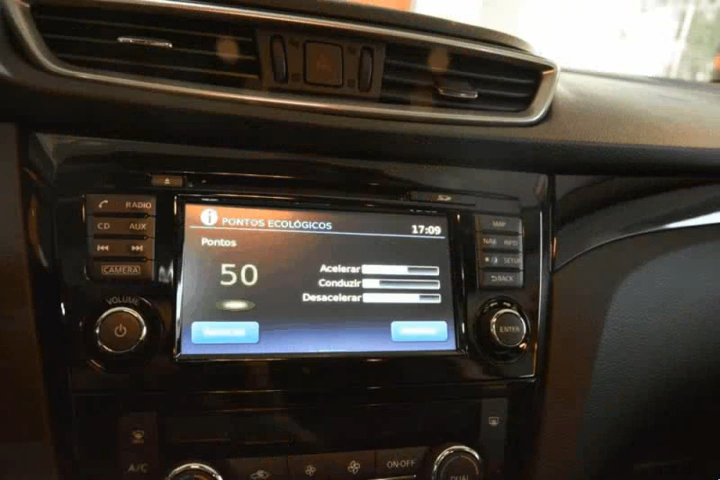 RADIO
CD AUX
CAMERA
VOLUME
PONTOS ECOLÓGICOS
17:09
Pontos
50
Acelerar
Conduzir
Desacelerar
MAP
NAV INFO
SETUP
BACK
ENTER
A/C
ON·OFF
DUAL